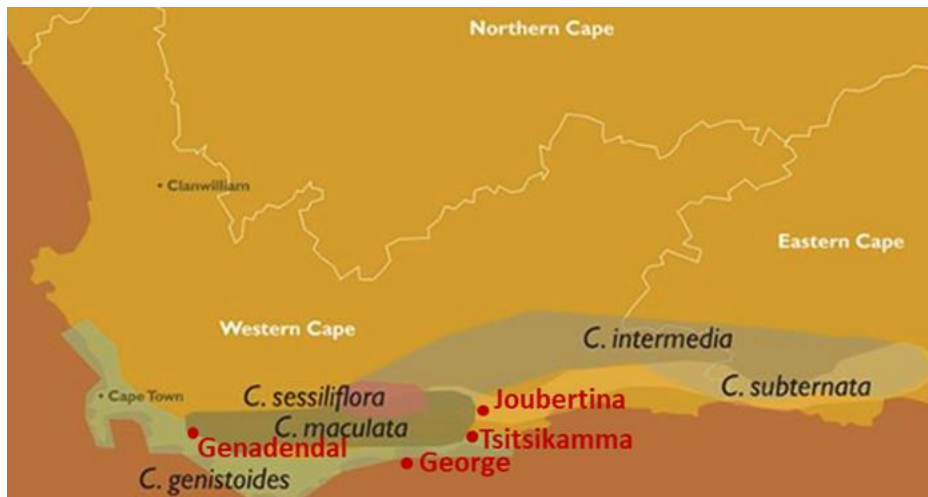 Northern Cape
• Clanwilliam
Eastern Cape
Western Cape
C. intermedia
C. subternata
• Cape Town
C. sessiliflora
Joubertina
C. maculata
Tsitsikamma
Genadendal
George
C. genistoides